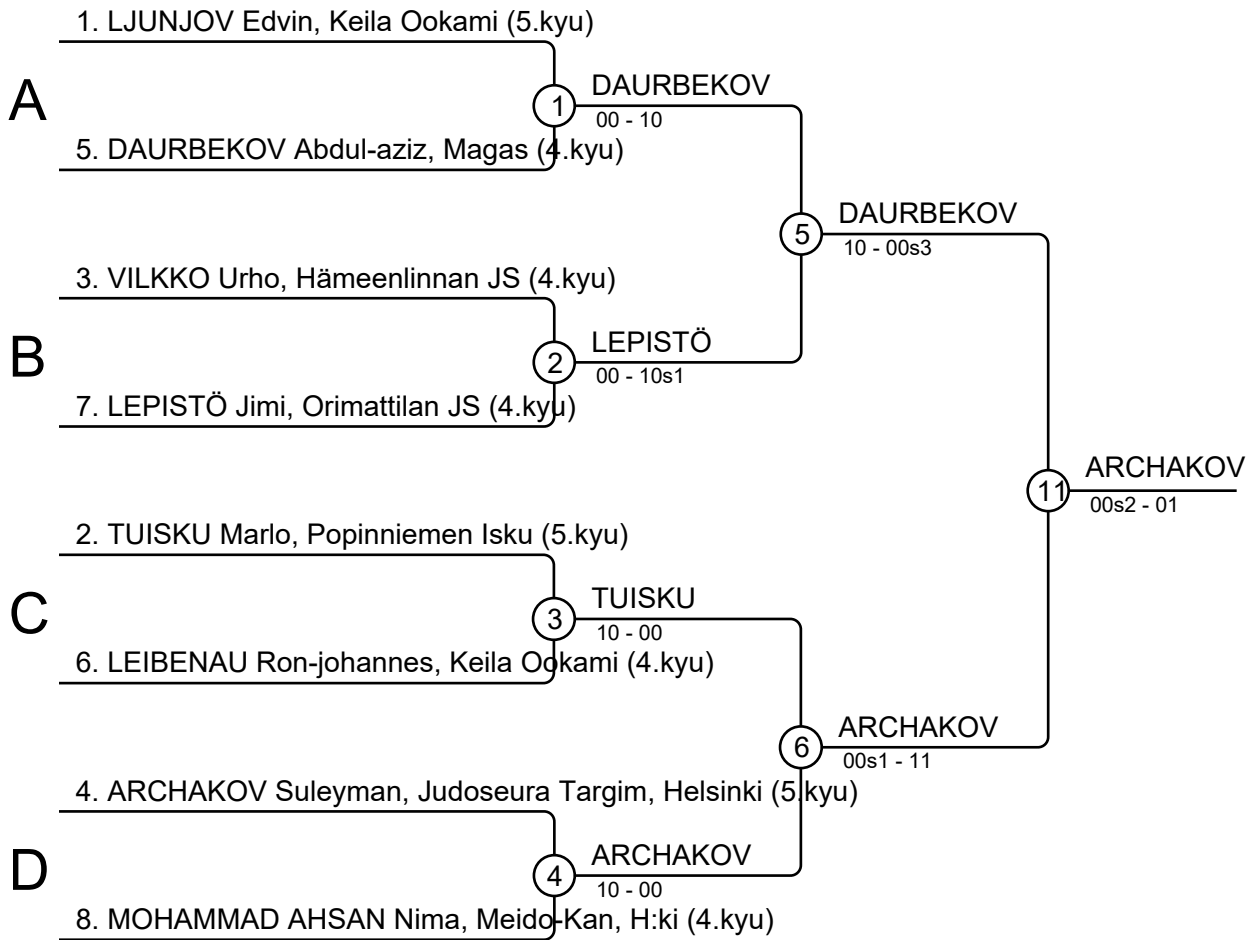 1. LJUNJOV Edvin, Keila Ookami (5.kyu)
A
1
DAURBEKOV
00 - 10
5. DAURBEKOV Abdul-aziz, Magas (4.kyu)
5
DAURBEKOV
10 - 00s3
3. VILKKO Urho, Hämeenlinnan JS (4.kyu)
B
2
LEPISTÖ
00 - 10s1
7. LEPISTÖ Jimi, Orimattilan JS (4.kyu)
11
ARCHAKOV
00s2 - 01
2. TUISKU Marlo, Popinniemen Isku (5.kyu)
C
3
TUISKU
10 - 00
6. LEIBENAU Ron-johannes, Keila Ookami (4.kyu)
6
ARCHAKOV
00s1 - 11
4. ARCHAKOV Suleyman, Judoseura Targim, Helsinki (5.kyu)
D
4
ARCHAKOV
10 - 00
8. MOHAMMAD AHSAN Nima, Meido-Kan, H:ki (4.kyu)